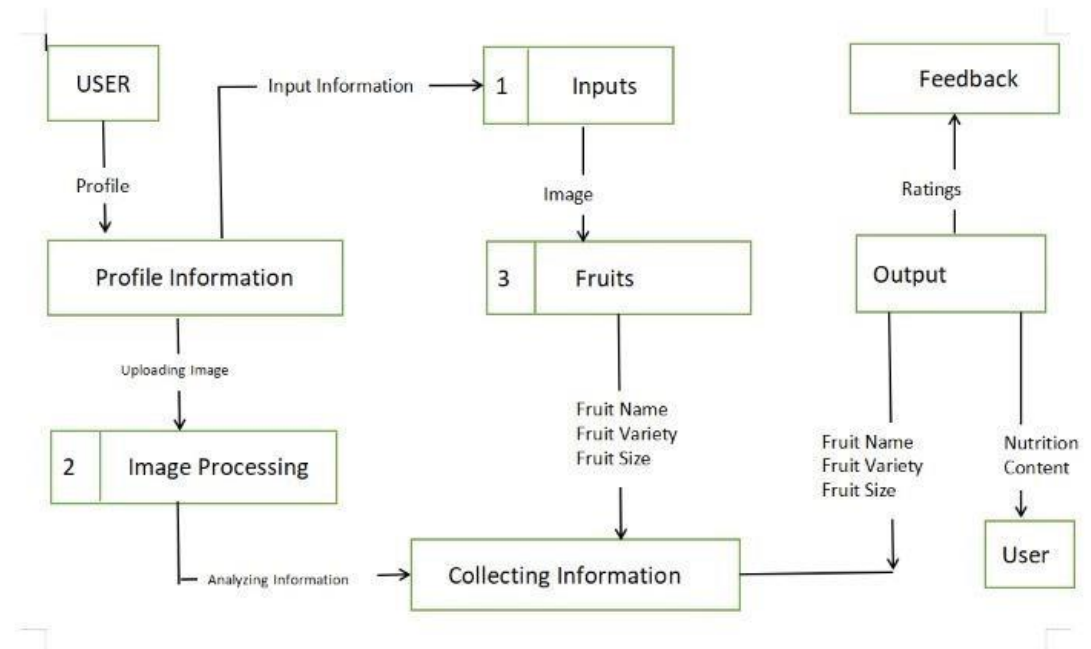 USER
Input Information
1
Inputs
Feedback
Profile
Image
Ratings
Profile Information
3
Fruits
Output
Uploading Image
Fruit Name
Fruit Variety
Fruit Size
Fruit Name
Fruit Variety
Fruit Size
Nutrition
Content
2
Image Processing
User
Analyzing Information
Collecting Information